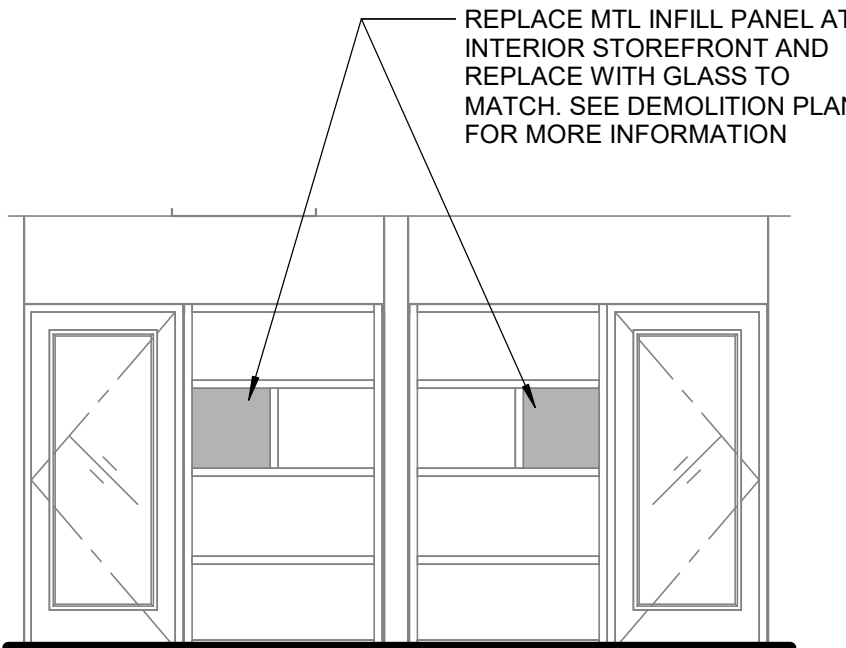 REPLACE MTL INFILL PANEL AT
INTERIOR STOREFRONT AND
REPLACE WITH GLASS TO
MATCH. SEE DEMOLITION PLAN
FOR MORE INFORMATION